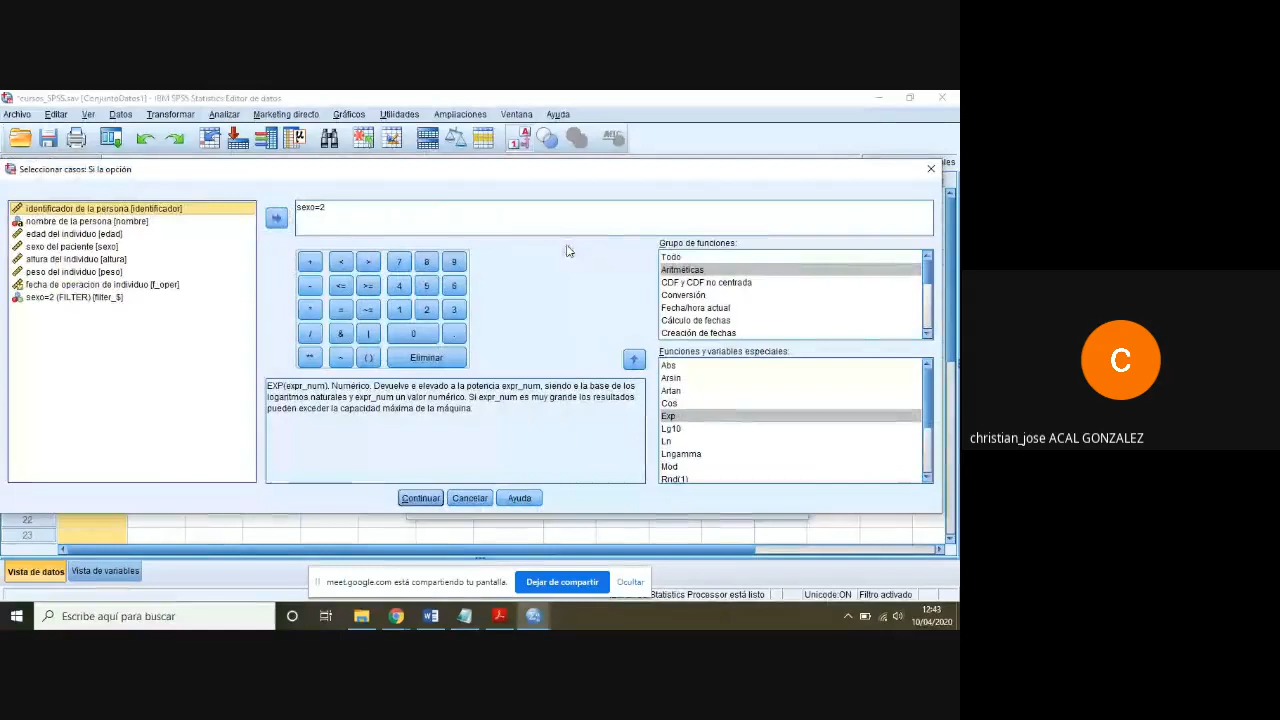 *cursos_SPSS.sav [ConjuntoDatos1] - IBM SPSS Statistics Editor de datos
Archivo Editar Ver Datos Transformar Analizar Marketing directo Gráficos Utilidades Ampliaciones Ventana Ayuda
Seleccionar casos: Si la opción
identificador de la persona [identificador]
nombre de la persona [nombre]
edad del individuo [edad]
sexo del paciente [sexo]
altura del individuo [altura]
peso del individuo [peso]
fecha de operacion de individuo [f_oper]
sexo=2 (FILTER) [filter_$]
sexo=2
+ < > 7 8 9
- <= >= 4 5 6
* = ~= 1 2 3
/ & | 0 .
** ~ ( ) Eliminar
Grupo de funciones:
Todo
Aritméticas
CDF y CDF no centrada
Conversión
Fecha/hora actual
Cálculo de fechas
Creación de fechas
Funciones y variables especiales:
Abs
Arsin
Artan
Cos
Exp
Lg10
Ln
Lngamma
Mod
Rnd(1)
EXP(expr_num). Numérico. Devuelve e elevado a la potencia expr_num, siendo e la base de los
logaritmos naturales y expr_num un valor numérico. Si expr_num es muy grande los resultados
pueden exceder la capacidad máxima de la máquina.
Continuar Cancelar Ayuda
22
23
Vista de datos Vista de variables
meet.google.com está compartiendo tu pantalla. Dejar de compartir Ocultar
Statistics Processor está listo Unicode:ON Filtro activado
Escribe aquí para buscar
12:43
10/04/2020
C
christian_jose ACAL GONZALEZ